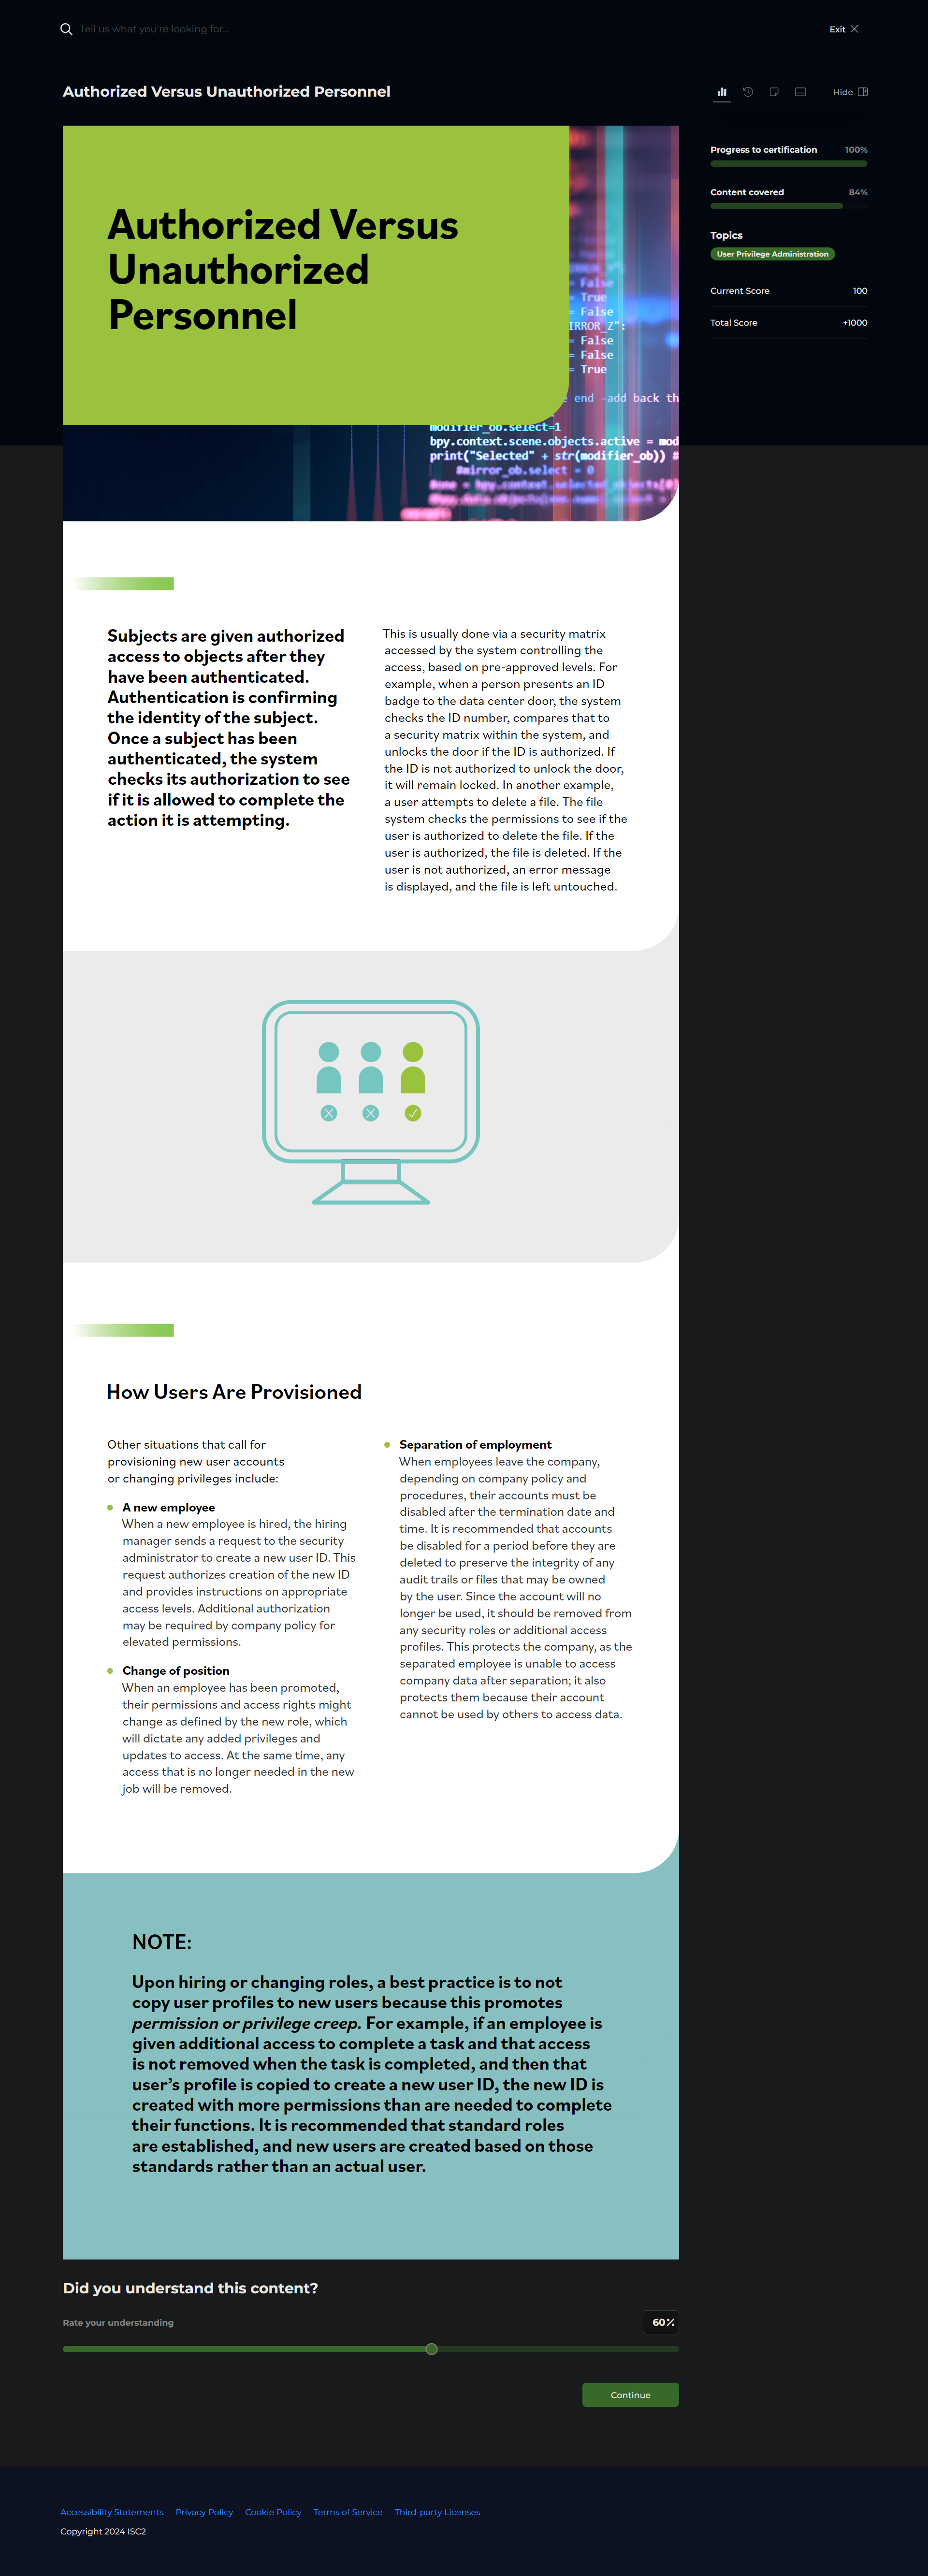 Tell us what you're looking for...
Exit
Authorized Versus Unauthorized Personnel
Hide
Authorized Versus
Unauthorized
Personnel
= False
= True
= False
IRROR_Z":
= False
= False
= True
end -add back th
modifier_ob.select=1
bpy.context.scene.objects.active = mod
print("Selected" + str(modifier_ob)) #
#mirror_ob.select = 0
Progress to certification 100%
Content covered 84%
Topics
User Privilege Administration
Current Score 100
Total Score +1000
Subjects are given authorized
access to objects after they
have been authenticated.
Authentication is confirming
the identity of the subject.
Once a subject has been
authenticated, the system
checks its authorization to see
if it is allowed to complete the
action it is attempting.
This is usually done via a security matrix
accessed by the system controlling the
access, based on pre-approved levels. For
example, when a person presents an ID
badge to the data center door, the system
checks the ID number, compares that to
a security matrix within the system, and
unlocks the door if the ID is authorized. If
the ID is not authorized to unlock the door,
it will remain locked. In another example,
a user attempts to delete a file. The file
system checks the permissions to see if the
user is authorized to delete the file. If the
user is authorized, the file is deleted. If the
user is not authorized, an error message
is displayed, and the file is left untouched.
How Users Are Provisioned
Other situations that call for
provisioning new user accounts
or changing privileges include:
A new employee
When a new employee is hired, the hiring
manager sends a request to the security
administrator to create a new user ID. This
request authorizes creation of the new ID
and provides instructions on appropriate
access levels. Additional authorization
may be required by company policy for
elevated permissions.
Change of position
When an employee has been promoted,
their permissions and access rights might
change as defined by the new role, which
will dictate any added privileges and
updates to access. At the same time, any
access that is no longer needed in the new
job will be removed.
Separation of employment
When employees leave the company,
depending on company policy and
procedures, their accounts must be
disabled after the termination date and
time. It is recommended that accounts
be disabled for a period before they are
deleted to preserve the integrity of any
audit trails or files that may be owned
by the user. Since the account will no
longer be used, it should be removed from
any security roles or additional access
profiles. This protects the company, as the
separated employee is unable to access
company data after separation; it also
protects them because their account
cannot be used by others to access data.
NOTE:
Upon hiring or changing roles, a best practice is to not
copy user profiles to new users because this promotes
permission or privilege creep. For example, if an employee is
given additional access to complete a task and that access
is not removed when the task is completed, and then that
user’s profile is copied to create a new user ID, the new ID is
created with more permissions than are needed to complete
their functions. It is recommended that standard roles
are established, and new users are created based on those
standards rather than an actual user.
Did you understand this content?
Rate your understanding
60%
Continue
Accessibility Statements Privacy Policy Cookie Policy Terms of Service Third-party Licenses
Copyright 2024 ISC2